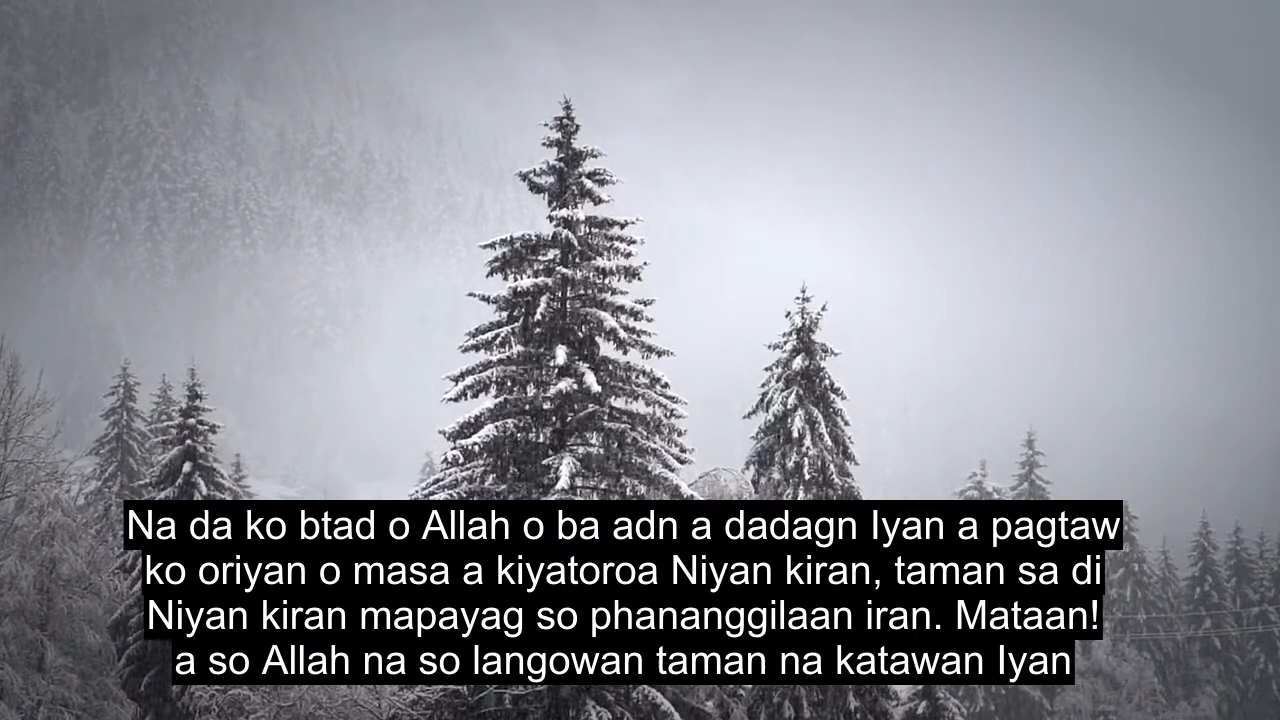 Na da ko btad o Allah o ba adn a dadagn Iyan a pagtaw
ko oriyan o masa a kiyatoroa Niyan kiran, taman sa di
Niyan kiran mapayag so phananggilaan iran. Mataan!
a so Allah na so langowan taman na katawan Iyan